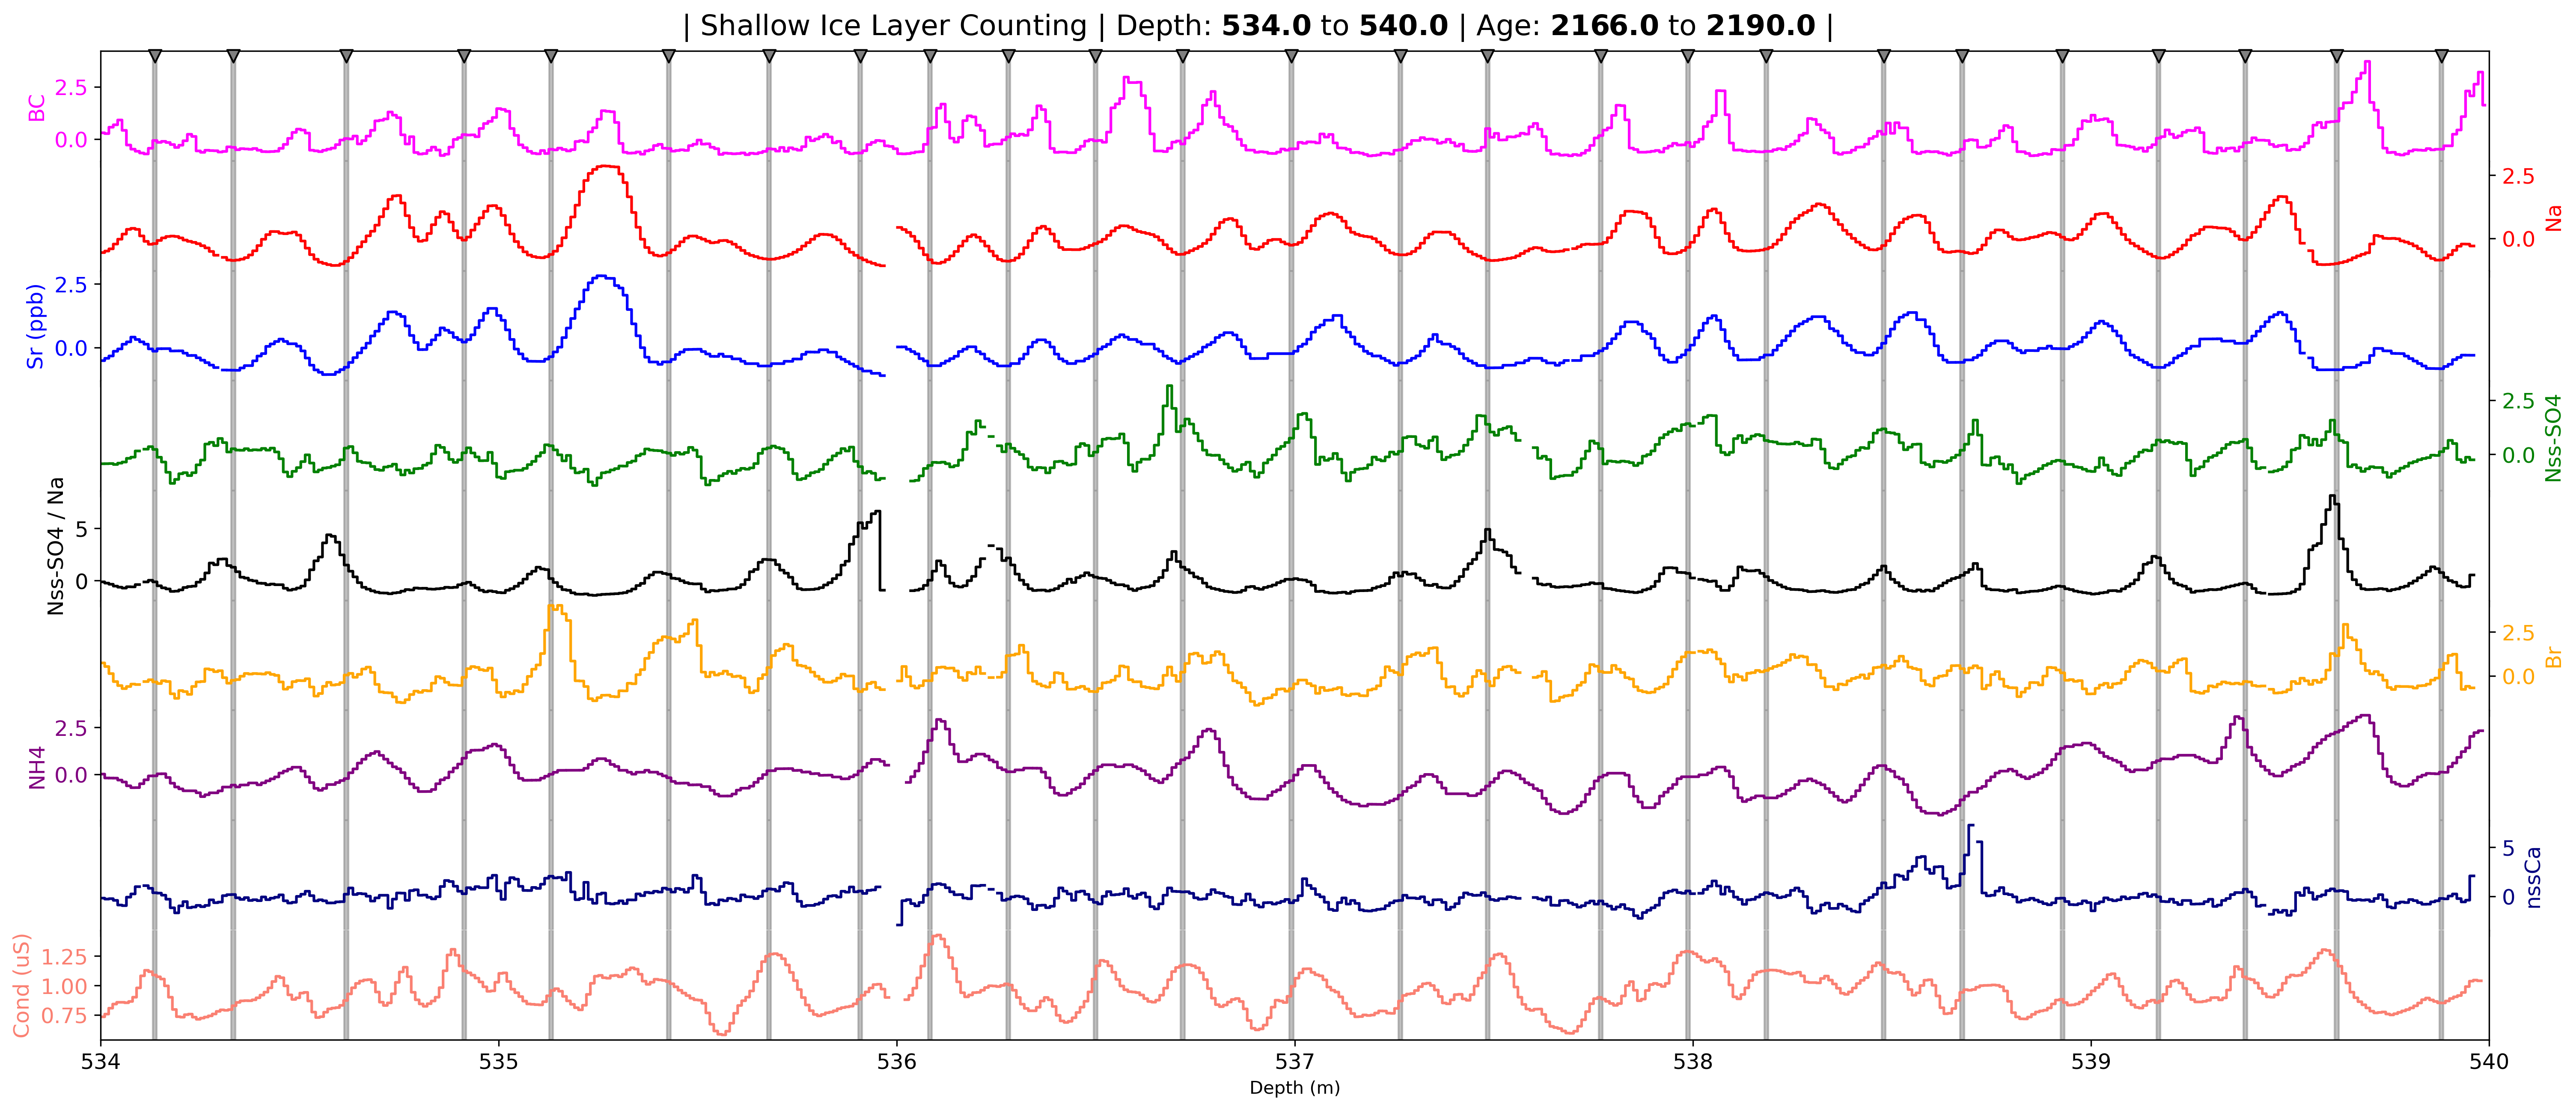 | Shallow Ice Layer Counting | Depth: 534.0 to 540.0 | Age: 2166.0 to 2190.0 |
BC
2.5
0.0
2.5
0.0
Na
Sr (ppb)
2.5
0.0
2.5
0.0
Nss-SO4
Nss-SO4 / Na
5
0
2.5
0.0
Br
NH4
2.5
0.0
5
0
nssCa
Cond (uS)
1.25
1.00
0.75
534 535 536 537 538 539 540
Depth (m)